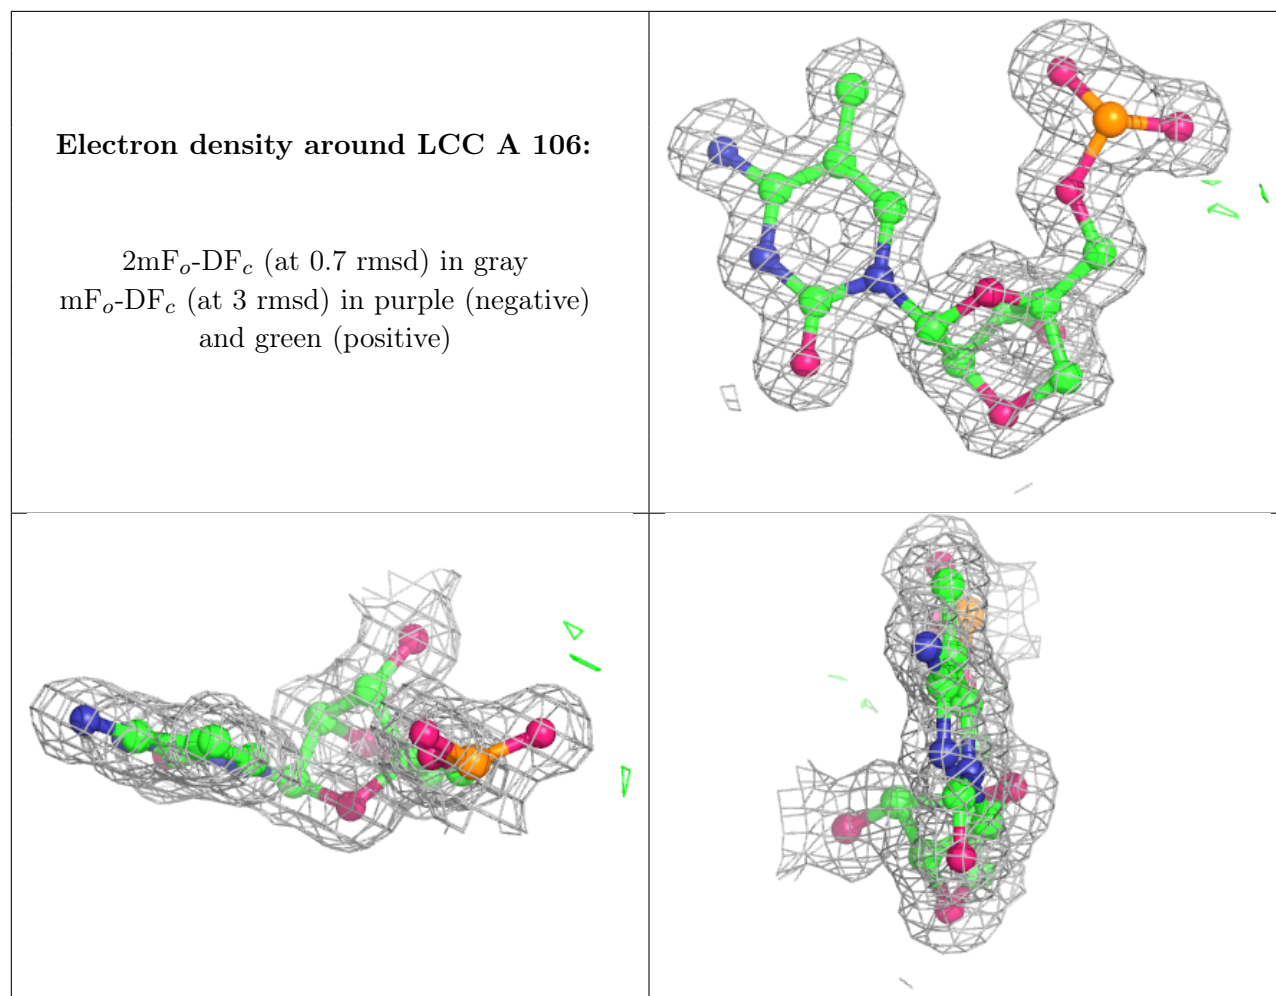 Electron density around LCC A 106:
2mFo-DFc (at 0.7 rmsd) in gray
mFo-DFc (at 3 rmsd) in purple (negative)
and green (positive)